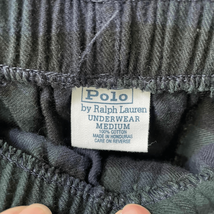 Polo
by Ralph Lauren
UNDERWEAR
MEDIUM
100% COTTON
MADE IN HONDURAS
CARE ON REVERSE